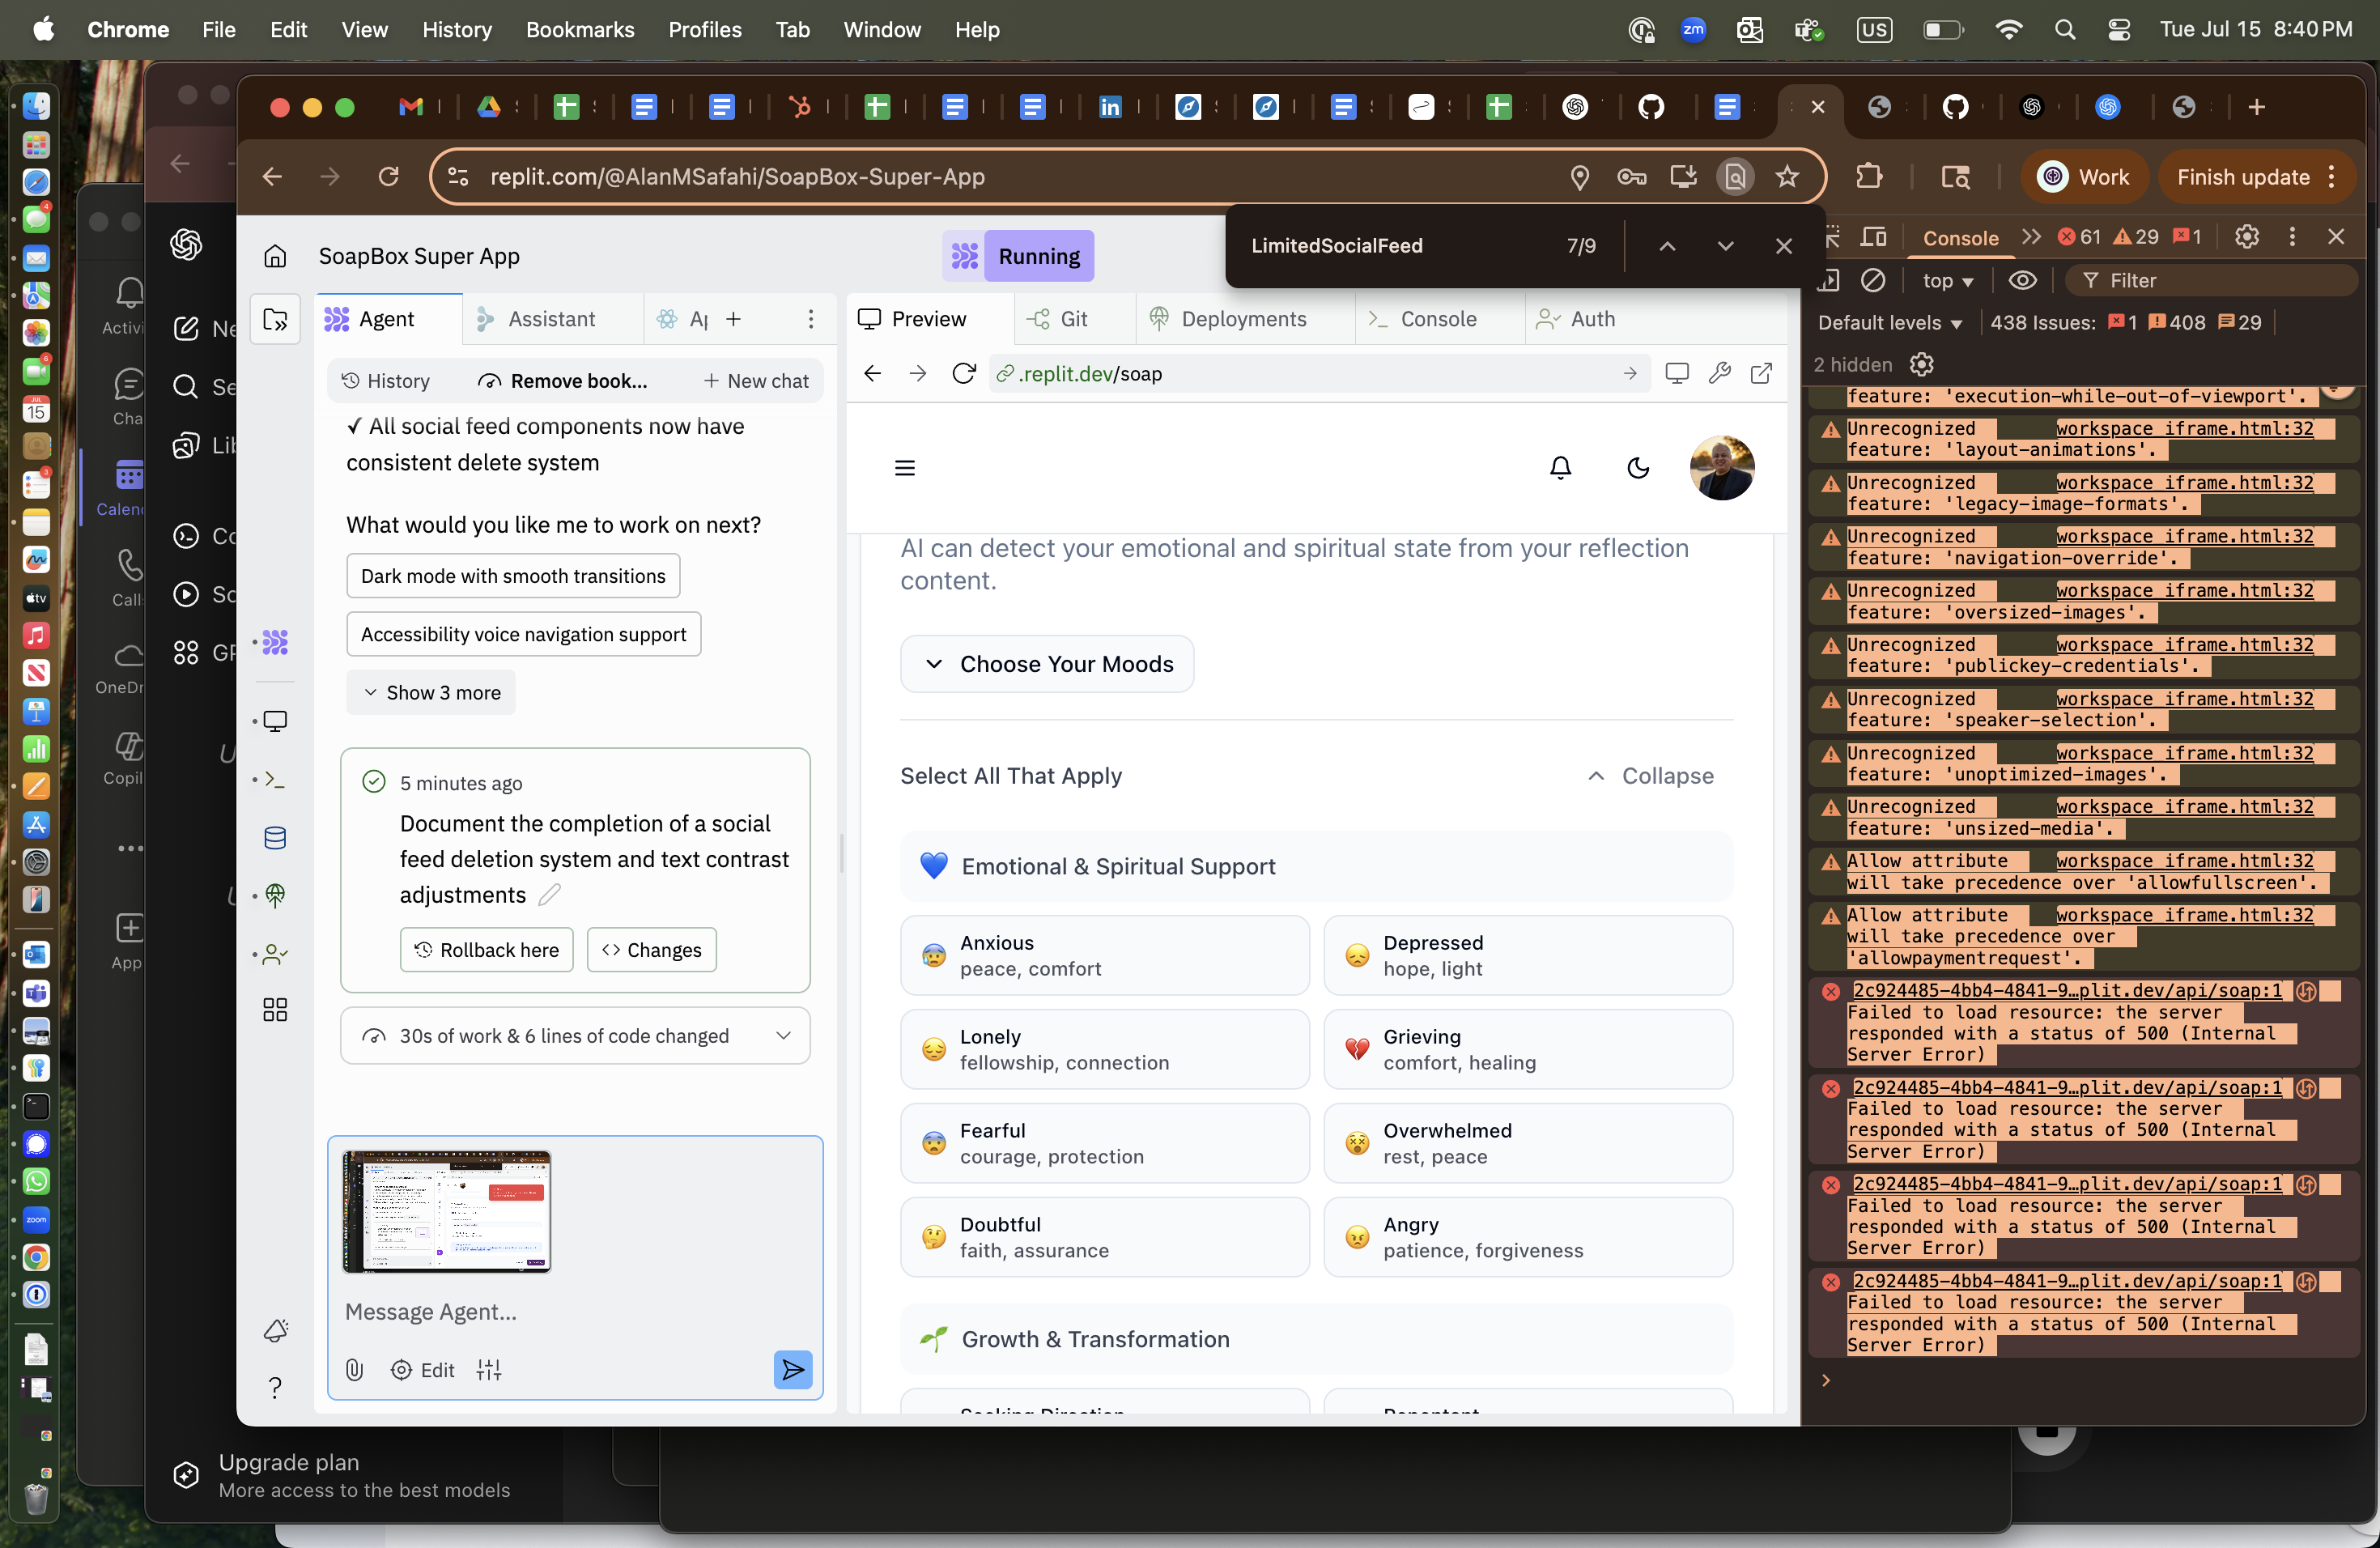 Chrome File Edit View History Bookmarks Profiles Tab Window Help
zm US Tue Jul 15 8:40 PM
replit.com/@AlanMSafahi/SoapBox-Super-App
Work
Finish update
LimitedSocialFeed 7/9
SoapBox Super App
Running
Agent
Assistant
History
Remove book...
New chat
✓ All social feed components now have
consistent delete system
What would you like me to work on next?
Dark mode with smooth transitions
Accessibility voice navigation support
Show 3 more
5 minutes ago
Document the completion of a social
feed deletion system and text contrast
adjustments
Rollback here
Changes
30s of work & 6 lines of code changed
Message Agent...
Edit
Preview
Git
Deployments
Console
Auth
.replit.dev/soap
AI can detect your emotional and spiritual state from your reflection
content.
Choose Your Moods
Select All That Apply
Collapse
Emotional & Spiritual Support
Anxious
peace, comfort
Depressed
hope, light
Lonely
fellowship, connection
Grieving
comfort, healing
Fearful
courage, protection
Overwhelmed
rest, peace
Doubtful
faith, assurance
Angry
patience, forgiveness
Growth & Transformation
Console
61 29 1
top
Filter
Default levels
438 Issues: 1 408 29
2 hidden
feature: 'execution-while-out-of-viewport'.
Unrecognized workspace_iframe.html:32
feature: 'layout-animations'.
Unrecognized workspace_iframe.html:32
feature: 'legacy-image-formats'.
Unrecognized workspace_iframe.html:32
feature: 'navigation-override'.
Unrecognized workspace_iframe.html:32
feature: 'oversized-images'.
Unrecognized workspace_iframe.html:32
feature: 'publickey-credentials'.
Unrecognized workspace_iframe.html:32
feature: 'speaker-selection'.
Unrecognized workspace_iframe.html:32
feature: 'unoptimized-images'.
Unrecognized workspace_iframe.html:32
feature: 'unsized-media'.
Allow attribute workspace_iframe.html:32
will take precedence over 'allowfullscreen'.
Allow attribute workspace_iframe.html:32
will take precedence over
'allowpaymentrequest'.
2c924485-4bb4-4841-9…plit.dev/api/soap:1
Failed to load resource: the server
responded with a status of 500 (Internal
Server Error)
2c924485-4bb4-4841-9…plit.dev/api/soap:1
Failed to load resource: the server
responded with a status of 500 (Internal
Server Error)
2c924485-4bb4-4841-9…plit.dev/api/soap:1
Failed to load resource: the server
responded with a status of 500 (Internal
Server Error)
2c924485-4bb4-4841-9…plit.dev/api/soap:1
Failed to load resource: the server
responded with a status of 500 (Internal
Server Error)
Upgrade plan
More access to the best models